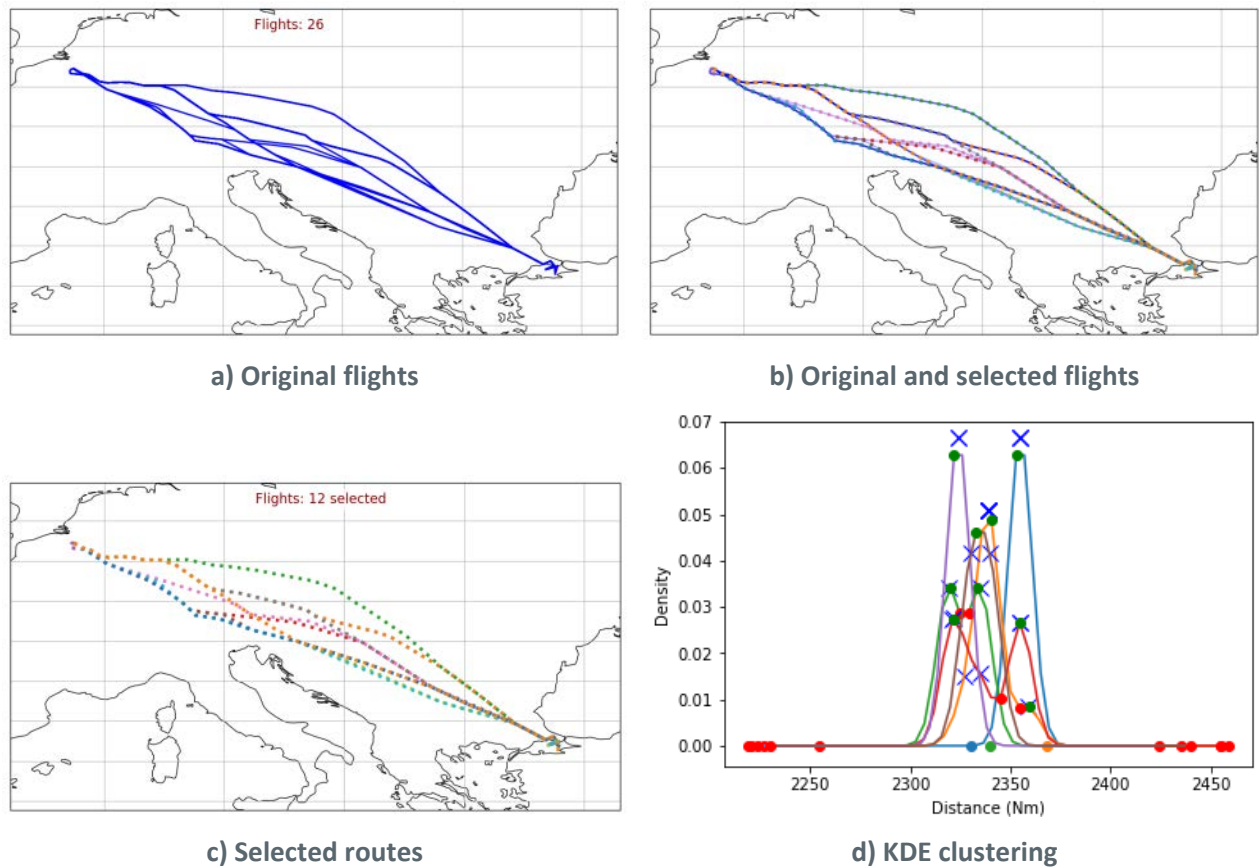 Flights: 26
a) Original flights
b) Original and selected flights
Flights: 12 selected
c) Selected routes
0.07
0.06
0.05
0.04
0.03
0.02
0.01
0.00
Density
2250
2300
2350
2400
2450
Distance (Nm)
d) KDE clustering